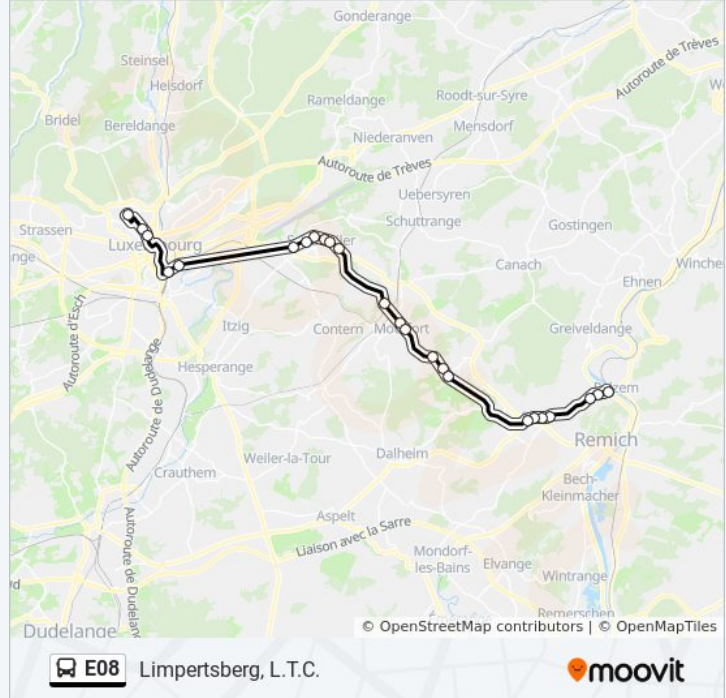 Gonderange
Autoroute de Trèves
Steinsel
Helsdorf
Roodt-sur-Syre
Rameldange
Mensdorf
Bridel
Bereldange
Niederanven
Autoroute de Trèves
Uebersyren
Schuttrange
Gostingen
Strassen
Canach
Ehnen
Itzig
Contern
Greiveldange
Autoroute d'Esch
Hesperange
Autoroute de Dudelange
Remich
Dalheim
Weiler-la-Tour
Crauthem
Bech-
Kleinmacher
Aspelt
Liaison avec la Sarre
Mondorf-
les-Bains
Elvange
Wintrange
Remerschen
Dudelange
© OpenStreetMap contributors | © OpenMapTiles
E08 Limpertsberg, L.T.C.
moovit